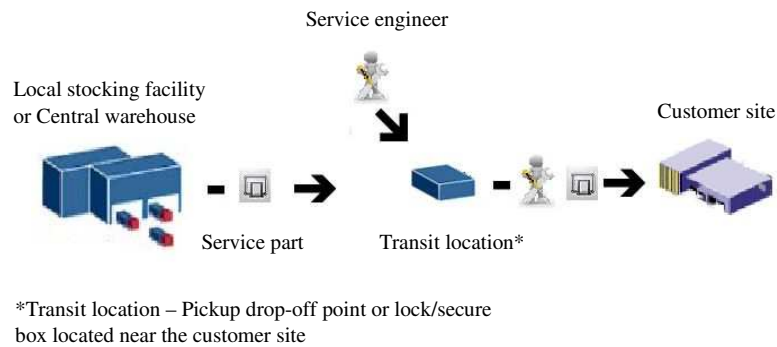 Service engineer
Local stocking facility
or Central warehouse
Customer site
Service part
Transit location*
*Transit location – Pickup drop-off point or lock/secure
box located near the customer site